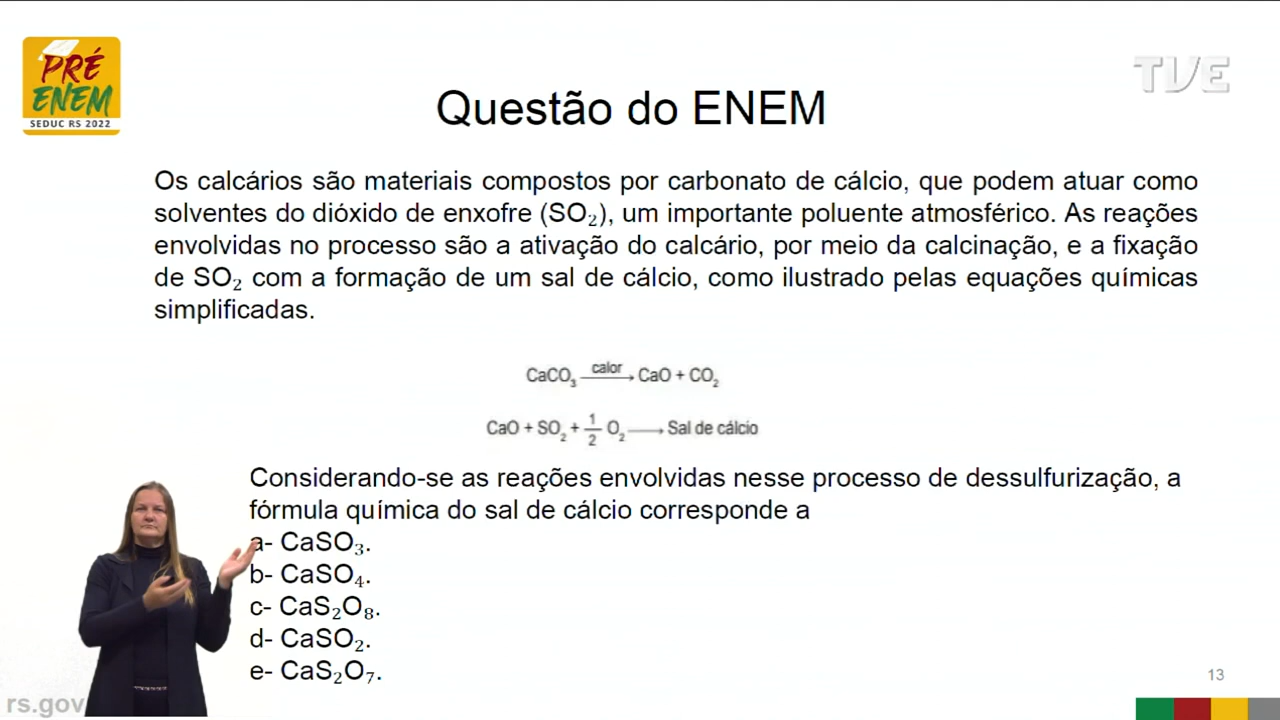 PRÉ
ENEM
SEDUC RS 2022
TVE
Questão do ENEM
Os calcários são materiais compostos por carbonato de cálcio, que podem atuar como
solventes do dióxido de enxofre (SO₂), um importante poluente atmosférico. As reações
envolvidas no processo são a ativação do calcário, por meio da calcinação, e a fixação
de SO₂ com a formação de um sal de cálcio, como ilustrado pelas equações químicas
simplificadas.
CaCO₃ —calor→ CaO + CO₂
CaO + SO₂ + 1/2 O₂ ⟶ Sal de cálcio
Considerando-se as reações envolvidas nesse processo de dessulfurização, a
fórmula química do sal de cálcio corresponde a
a- CaSO₃.
b- CaSO₄.
c- CaS₂O₈.
d- CaSO₂.
e- CaS₂O₇.
13
rs.gov